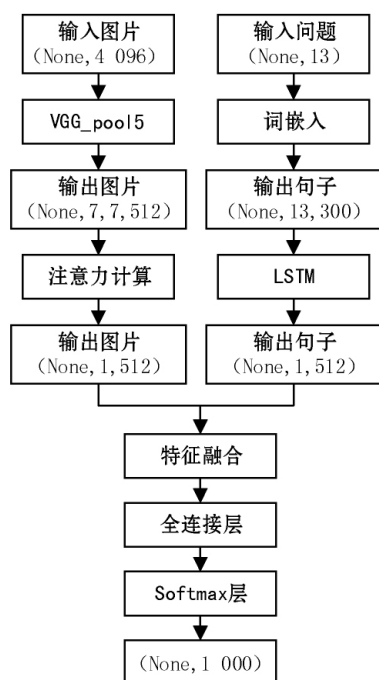 输入图片
(None,4 096)
VGG_pool5
输出图片
(None,7,7,512)
注意力计算
输出图片
(None,1,512)
输入问题
(None,13)
词嵌入
输出句子
(None,13,300)
LSTM
输出句子
(None,1,512)
特征融合
全连接层
Softmax层
(None,1 000)